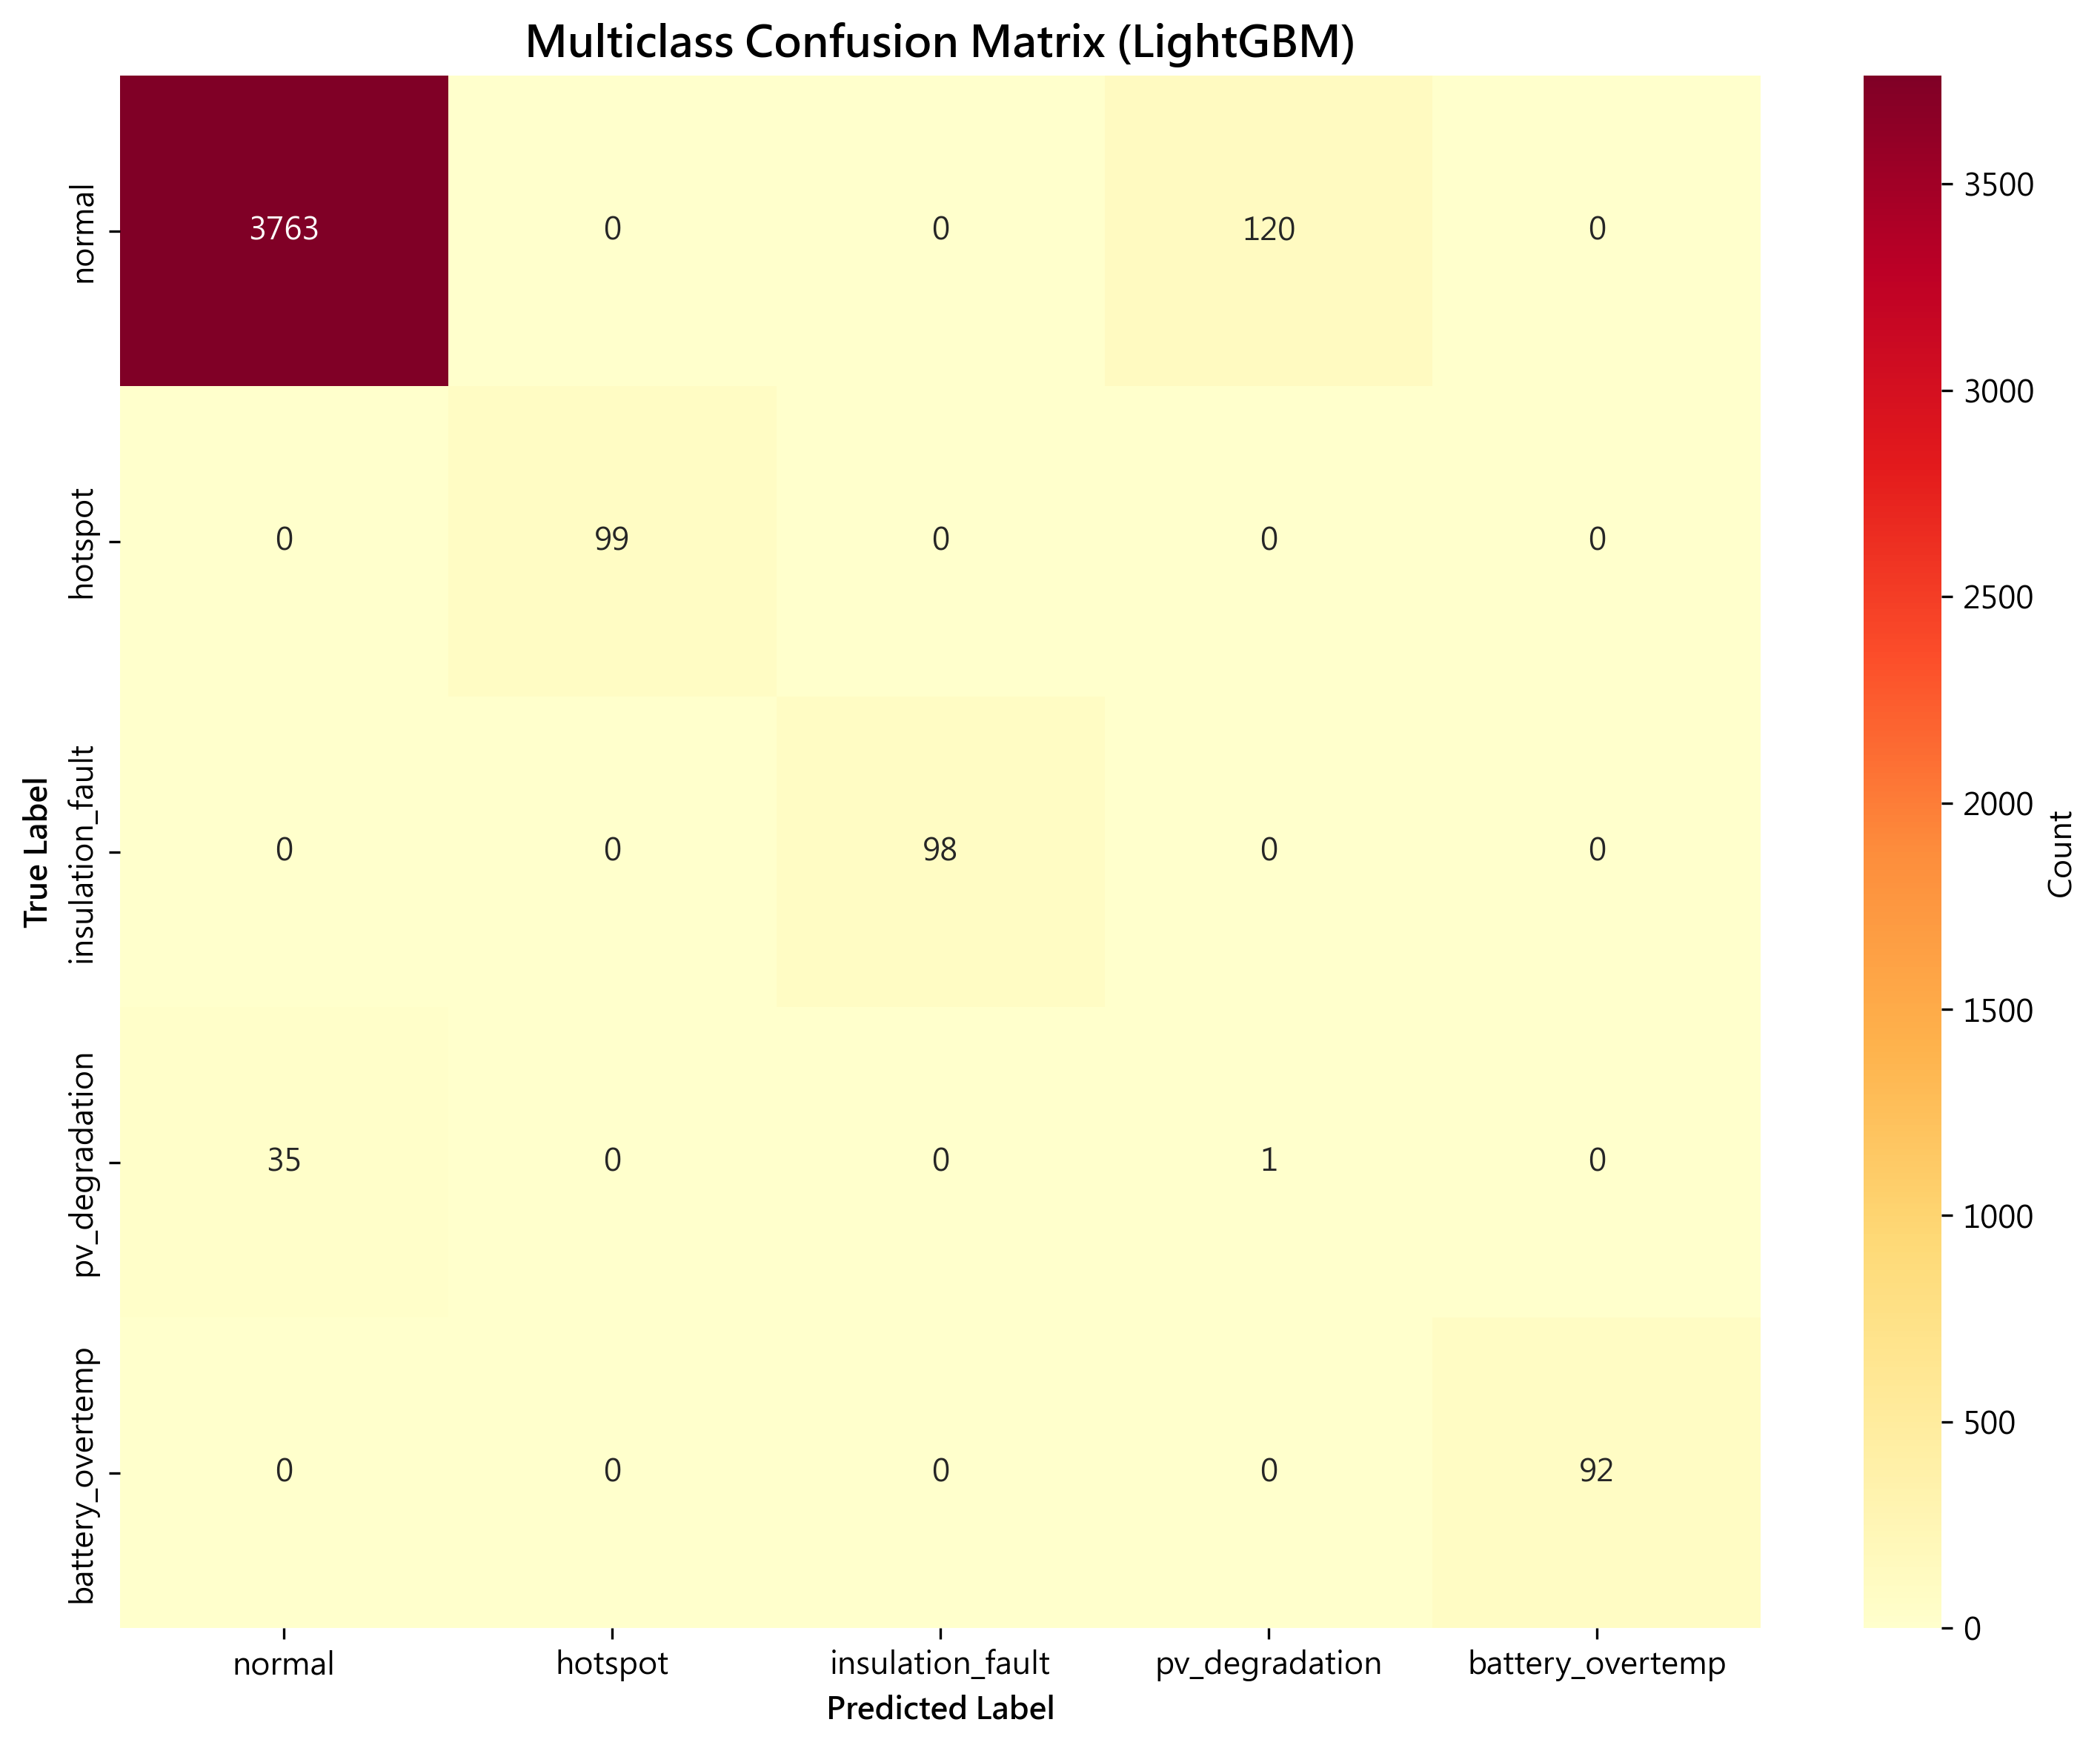 Multiclass Confusion Matrix (LightGBM)
True Label
normal
3763 0 0 120 0
hotspot
0 99 0 0 0
insulation_fault
0 0 98 0 0
pv_degradation
35 0 0 1 0
battery_overtemp
0 0 0 0 92
normal hotspot insulation_fault pv_degradation battery_overtemp
Predicted Label
3500
3000
2500
2000
1500
1000
500
0
Count